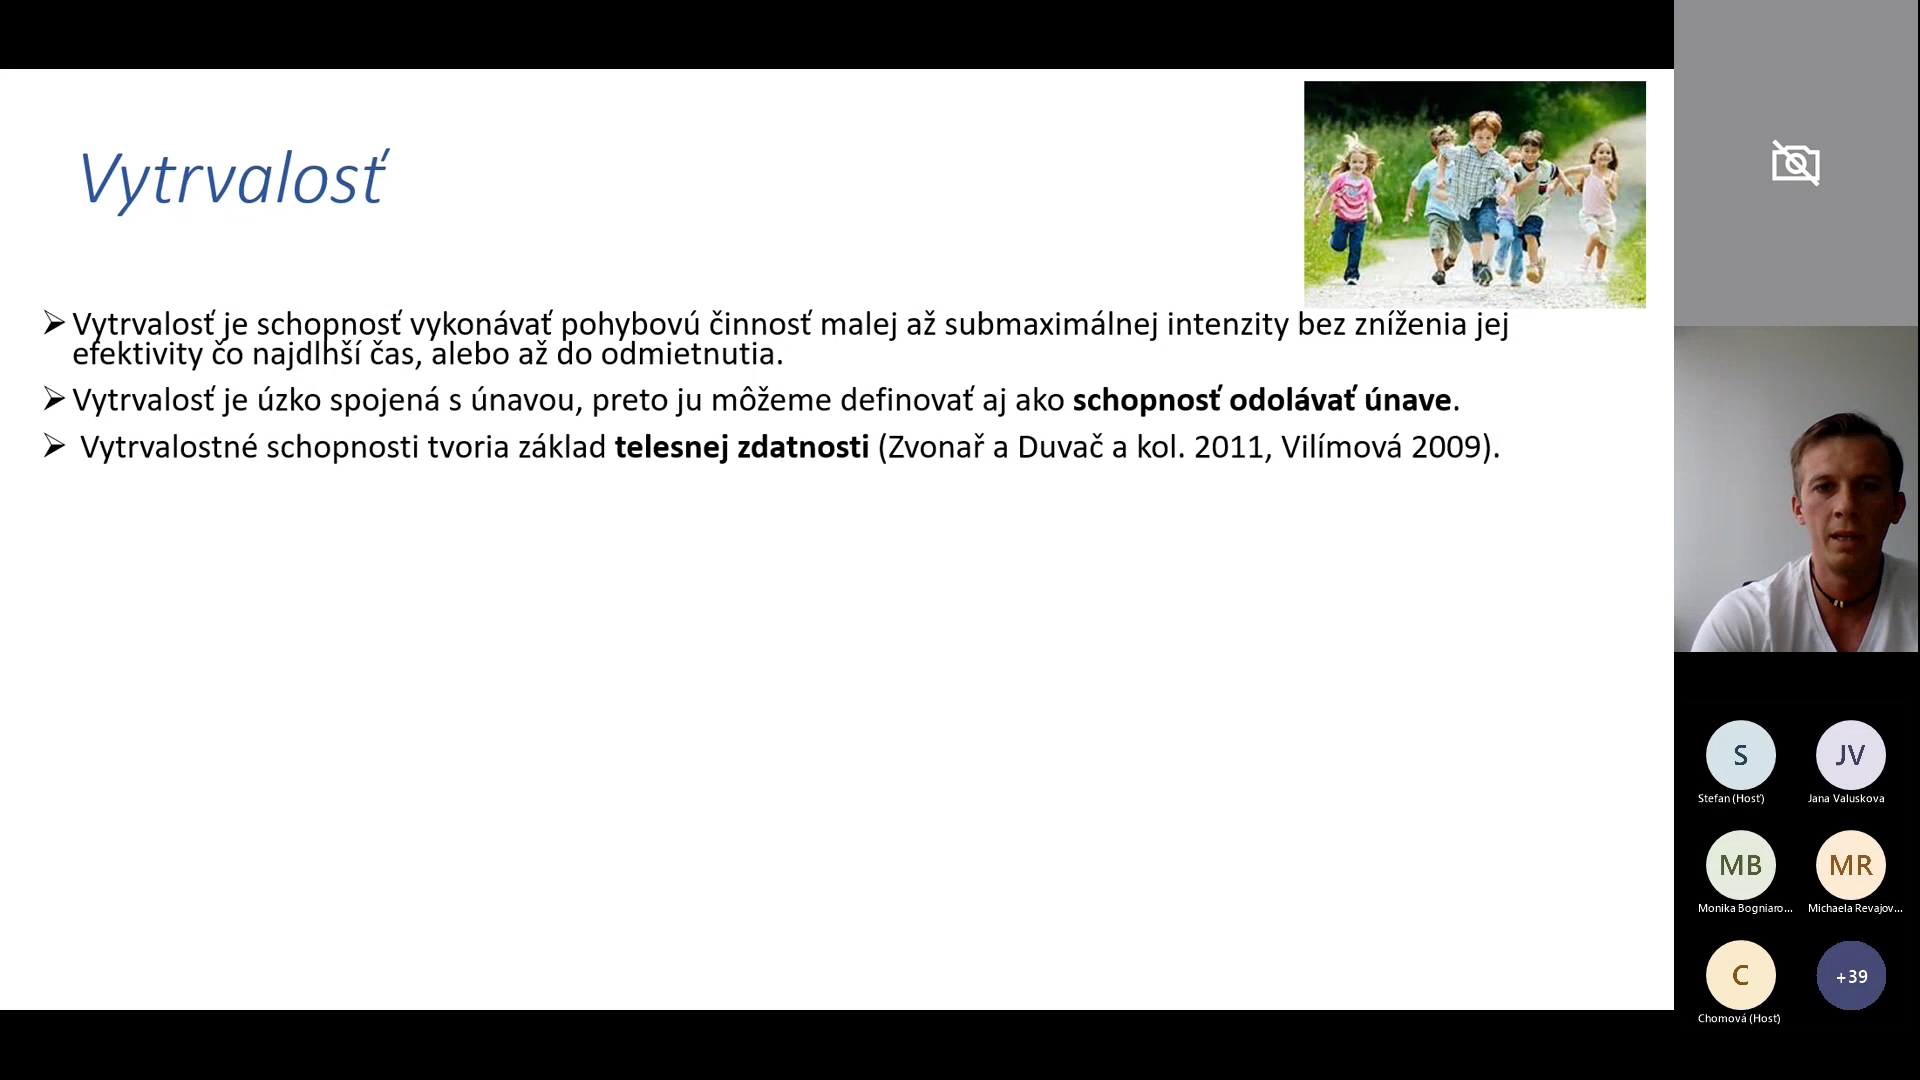 Vytrvalosť
Vytrvalosť je schopnosť vykonávať pohybovú činnosť malej až submaximálnej intenzity bez zníženia jej
efektivity čo najdlhší čas, alebo až do odmietnutia.
Vytrvalosť je úzko spojená s únavou, preto ju môžeme definovať aj ako schopnosť odolávať únave.
Vytrvalostné schopnosti tvoria základ telesnej zdatnosti (Zvonař a Duvač a kol. 2011, Vilímová 2009).
S
JV
Stefan (Hosť)
Jana Valuskova
MB
MR
Monika Bogniaro...
Michaela Revajov...
C
+39
Chomová (Hosť)